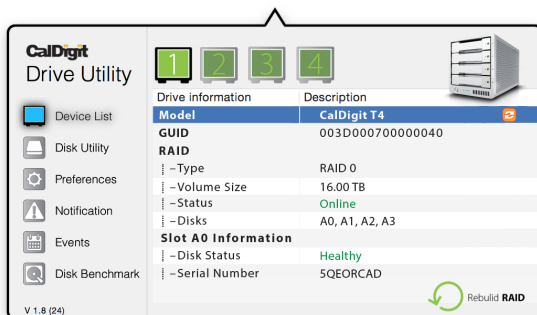 CalDigit
Drive Utility
Device List
Disk Utility
Preferences
Notification
Events
Disk Benchmark
V 1.8 (24)
1 2 3 4
Drive information Description
Model CalDigit T4
GUID 003D000700000040
RAID
–Type RAID 0
–Volume Size 16.00 TB
–Status Online
–Disks A0, A1, A2, A3
Slot A0 Information
–Disk Status Healthy
–Serial Number 5QEORCAD
Rebulid RAID